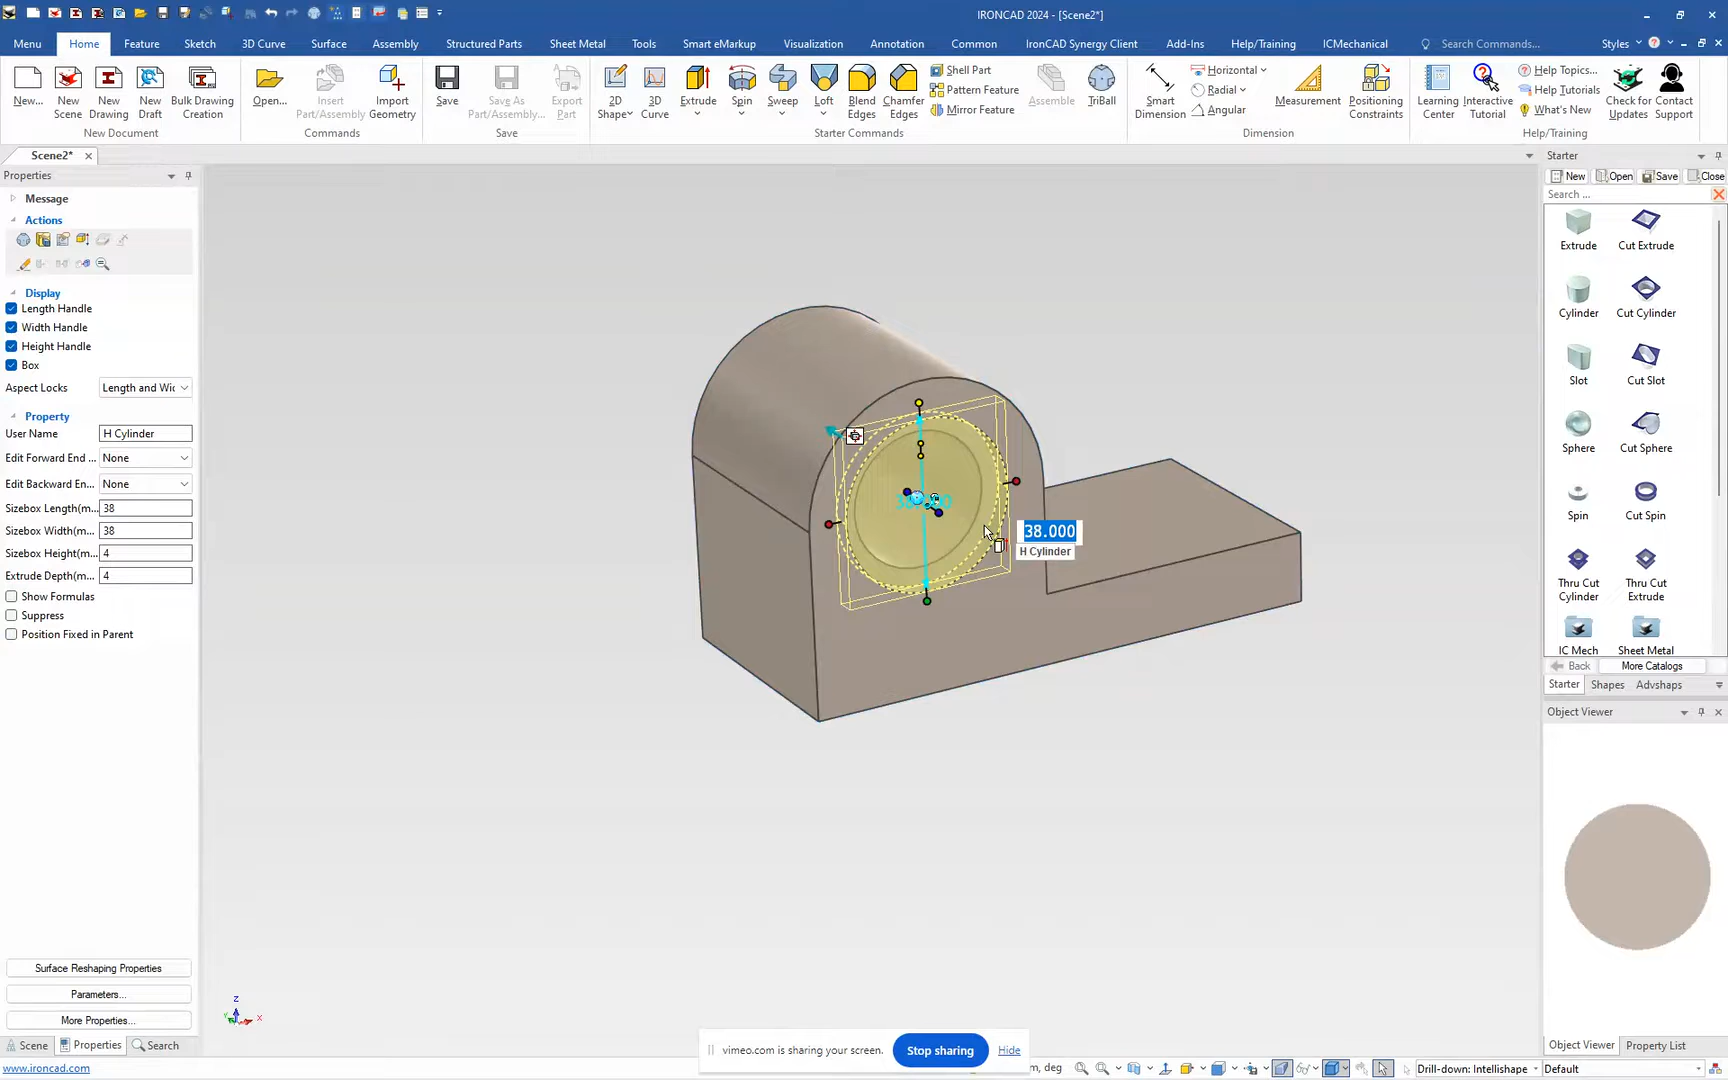 IRONCAD 2024 - [Scene2*]
Menu Home Feature Sketch 3D Curve Surface Assembly Structured Parts Sheet Metal Tools Smart eMarkup Visualization Annotation Common IronCAD Synergy Client Add-Ins Help/Training ICMechanical Search Commands... Styles
New... New Scene New Drawing New Draft Bulk Drawing Creation
New Document
Open... Insert Part/Assembly Import Geometry
Commands
Save Save As Part/Assembly... Export Part
Save
2D Shape 3D Curve Extrude Spin Sweep Loft Blend Edges Chamfer Edges
Shell Part
Pattern Feature
Mirror Feature
Assemble TriBall
Starter Commands
Smart Dimension
Horizontal
Radial
Angular
Measurement Positioning Constraints
Dimension
Learning Center Interactive Tutorial
Help Topics...
Help Tutorials
What's New
Check for Updates Contact Support
Help/Training
Scene2*
Properties
Message
Actions
Display
Length Handle
Width Handle
Height Handle
Box
Aspect Locks Length and Wic
Property
User Name H Cylinder
Edit Forward End ... None
Edit Backward En... None
Sizebox Length(m... 38
Sizebox Width(m... 38
Sizebox Height(m... 4
Extrude Depth(m... 4
Show Formulas
Suppress
Position Fixed in Parent
Surface Reshaping Properties
Parameters...
More Properties...
Scene Properties Search
www.ironcad.com
38.000
H Cylinder
Z
X
vimeo.com is sharing your screen. Stop sharing Hide
Starter
New Open Save Close
Search ...
Extrude Cut Extrude
Cylinder Cut Cylinder
Slot Cut Slot
Sphere Cut Sphere
Spin Cut Spin
Thru Cut Cylinder Thru Cut Extrude
IC Mech Sheet Metal
Back More Catalogs
Starter Shapes Advshaps
Object Viewer
Object Viewer Property List
m, deg Drill-down: Intellishape Default